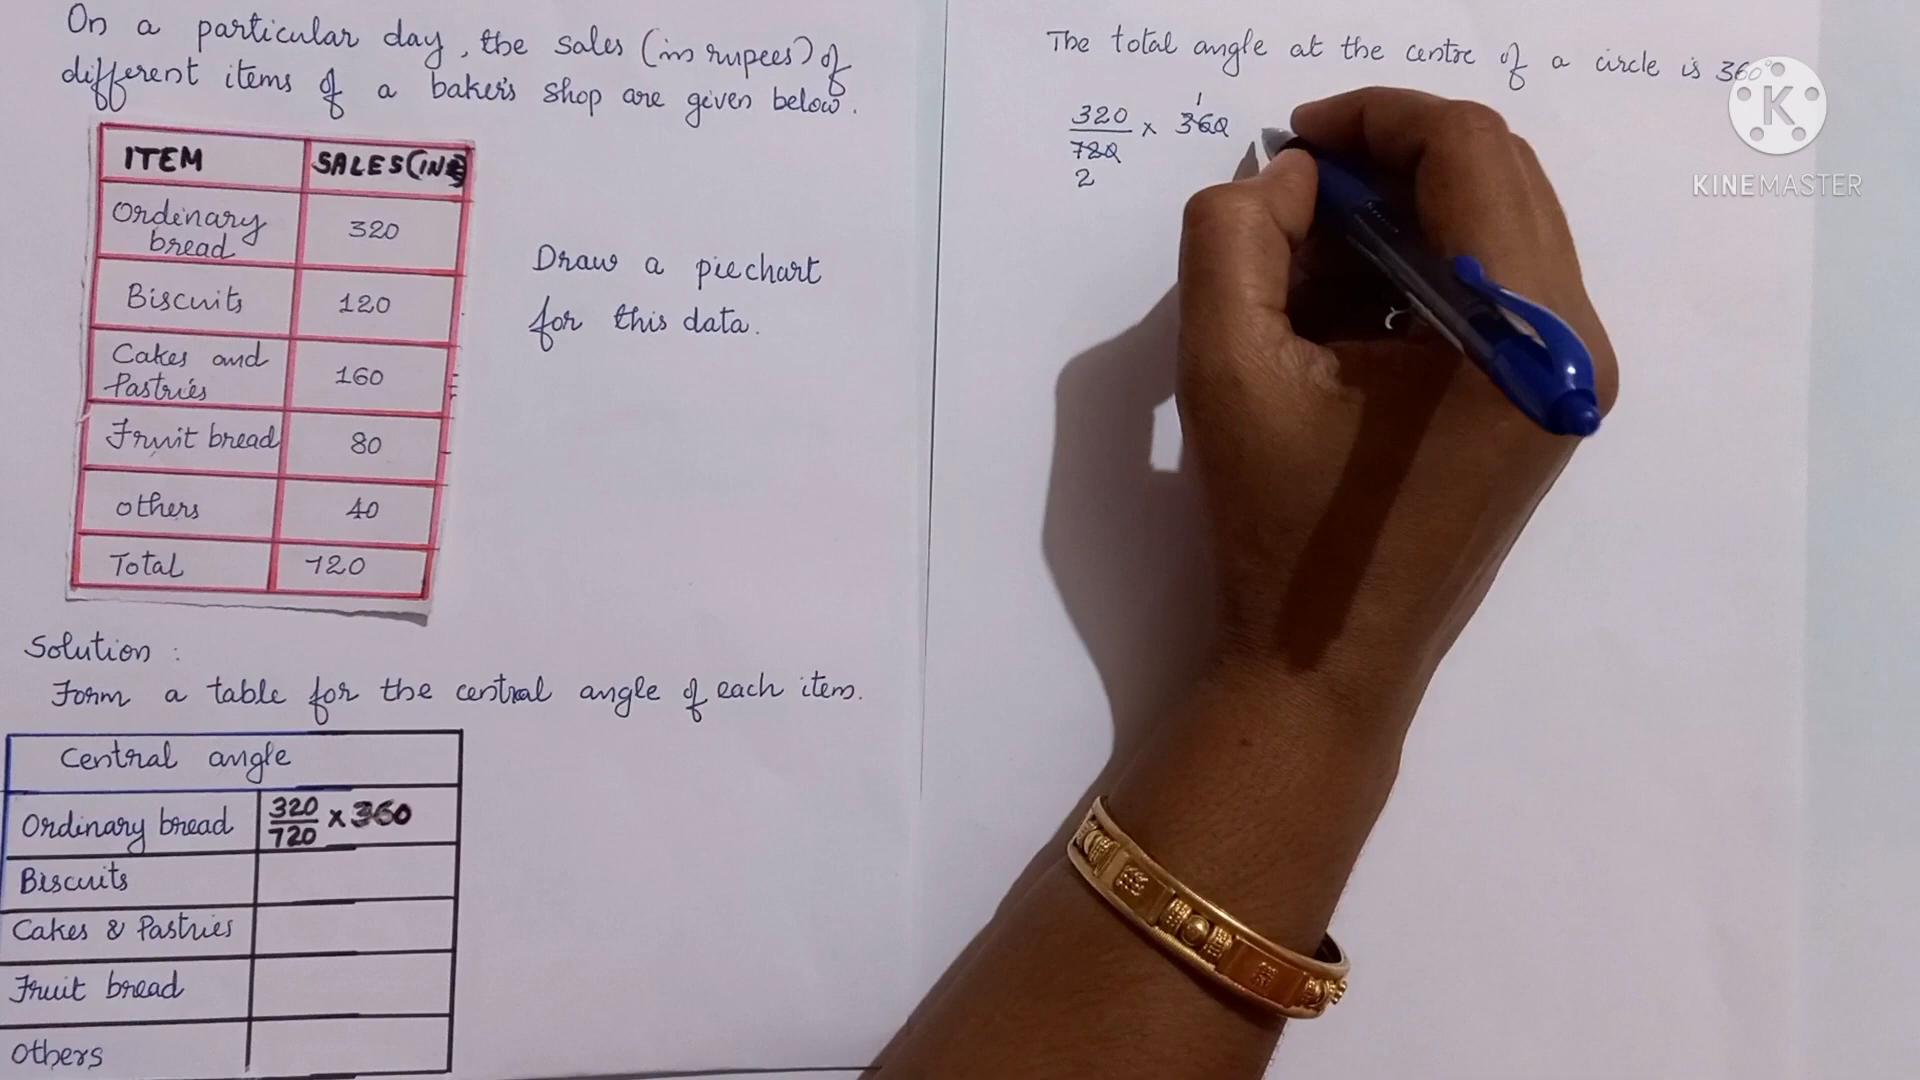 On a particular day, the sales (in rupees) of
different items of a baker's shop are given below.
ITEM SALES(IN ₹)
Ordinary bread 320
Biscuits 120
Cakes and Pastries 160
Fruit bread 80
others 40
Total 720
Draw a piechart
for this data.
Solution :
Form a table for the central angle of each item.
Central angle
Ordinary bread 320/720 x 360
Biscuits
Cakes & Pastries
Fruit bread
Others
The total angle at the centre of a circle is 360°
1
320/720 x 360
2
K
KINEMASTER